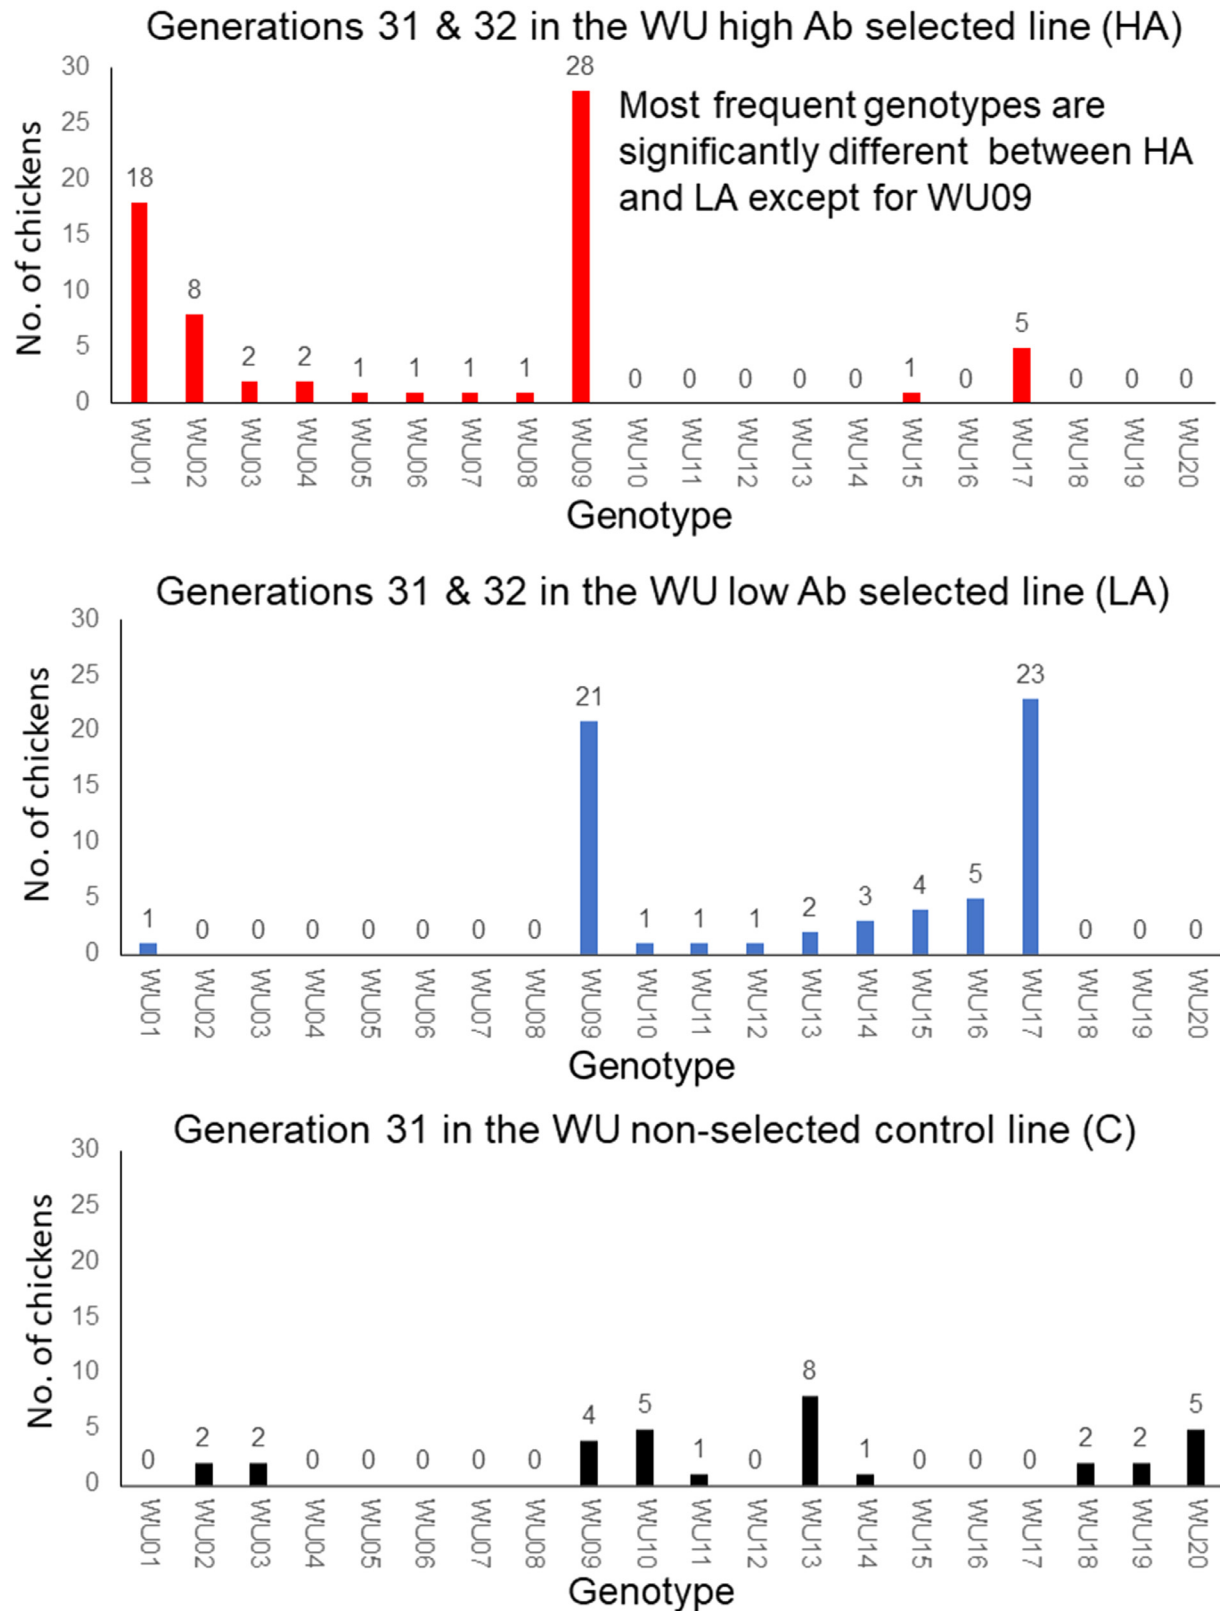 Generations 31 & 32 in the WU high Ab selected line (HA)
Most frequent genotypes are
significantly different between HA
and LA except for WU09
No. of chickens
30
25
20
15
10
5
0
18 8 2 2 1 1 1 1 28 0 0 0 0 0 1 0 5 0 0 0
WU01 WU02 WU03 WU04 WU05 WU06 WU07 WU08 WU09 WU10 WU11 WU12 WU13 WU14 WU15 WU16 WU17 WU18 WU19 WU20
Genotype
Generations 31 & 32 in the WU low Ab selected line (LA)
No. of chickens
30
25
20
15
10
5
0
1 0 0 0 0 0 0 0 21 1 1 1 2 3 4 5 23 0 0 0
WU01 WU02 WU03 WU04 WU05 WU06 WU07 WU08 WU09 WU10 WU11 WU12 WU13 WU14 WU15 WU16 WU17 WU18 WU19 WU20
Genotype
Generation 31 in the WU non-selected control line (C)
No. of chickens
30
25
20
15
10
5
0
0 2 2 0 0 0 0 0 4 5 1 0 8 1 0 0 0 2 2 5
WU01 WU02 WU03 WU04 WU05 WU06 WU07 WU08 WU09 WU10 WU11 WU12 WU13 WU14 WU15 WU16 WU17 WU18 WU19 WU20
Genotype